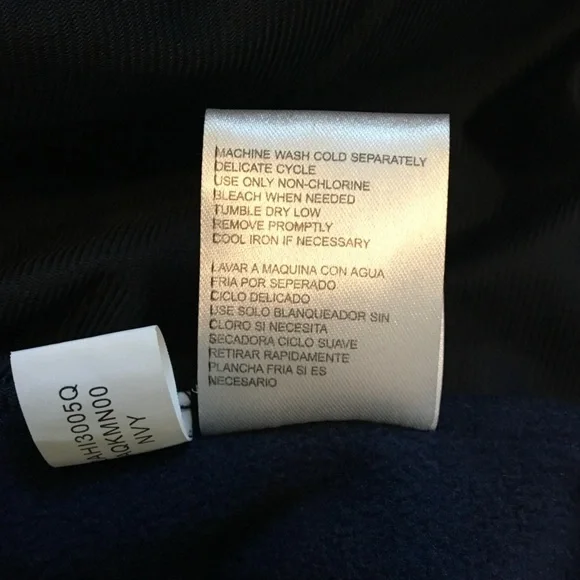 MACHINE WASH COLD SEPARATELY
DELICATE CYCLE
USE ONLY NON-CHLORINE
BLEACH WHEN NEEDED
TUMBLE DRY LOW
REMOVE PROMPTLY
COOL IRON IF NECESSARY
LAVAR A MAQUINA CON AGUA
FRIA POR SEPERADO
CICLO DELICADO
USE SOLO BLANQUEADOR SIN
CLORO SI NECESITA
SECADORA CICLO SUAVE
RETIRAR RAPIDAMENTE
PLANCHA FRIA SI ES
NECESARIO
AHI3005Q
QKMN00
NVY